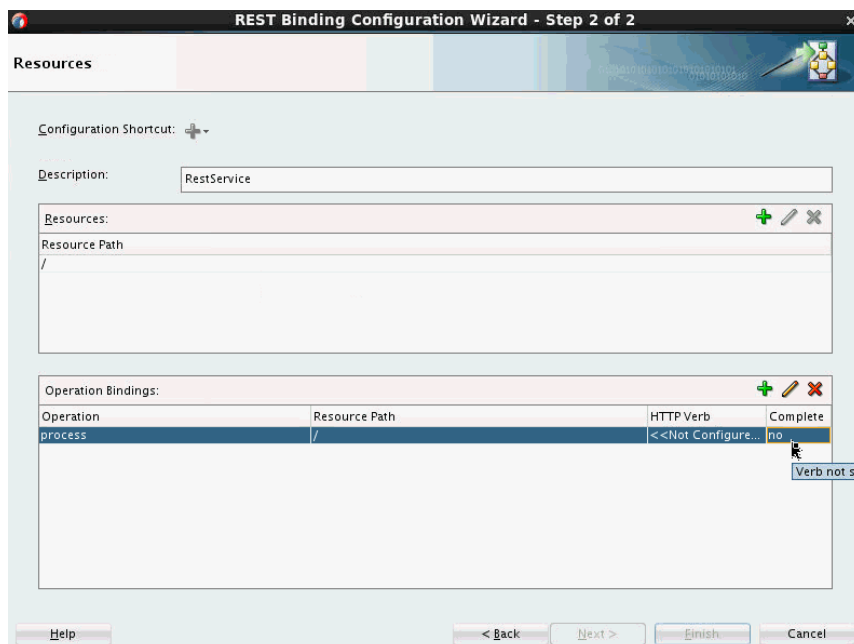 REST Binding Configuration Wizard - Step 2 of 2
Resources
Configuration Shortcut:
Description:
RestService
Resources:
Resource Path
/
Operation Bindings:
Operation Resource Path HTTP Verb Complete
process / <<Not Configure... no
Verb not s
Help < Back Next > Finish Cancel